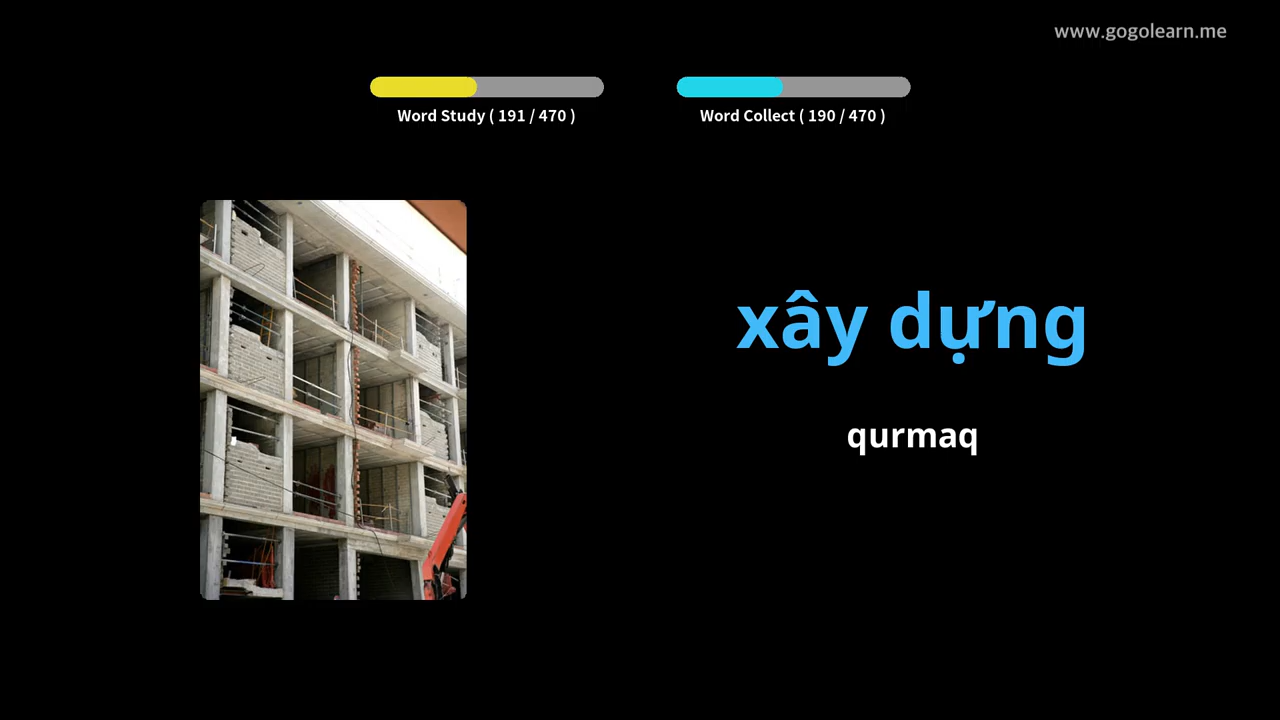 www.gogolearn.me
Word Study ( 191 / 470 )
Word Collect ( 190 / 470 )
xây dựng
qurmaq